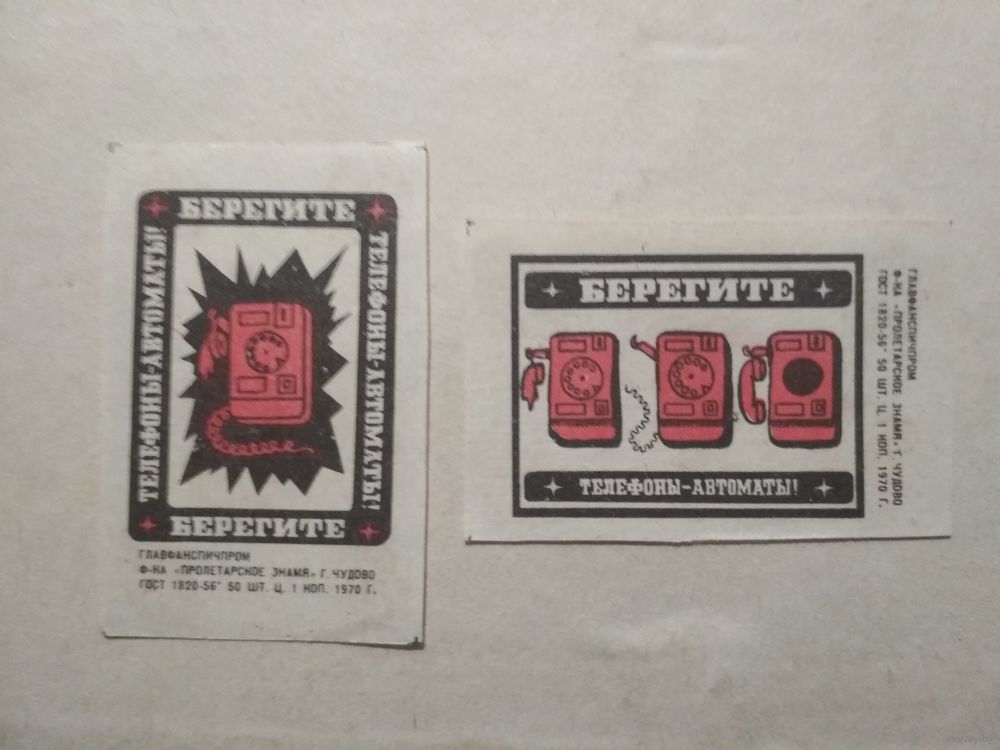 БЕРЕГИТЕ
ТЕЛЕФОНЫ-АВТОМАТЫ!
ТЕЛЕФОНЫ-АВТОМАТЫ!
БЕРЕГИТЕ
ГЛАВФАНСПИЧПРОМ
Ф-КА «ПРОЛЕТАРСКОЕ ЗНАМЯ» Г. ЧУДОВО
ГОСТ 1820-56* 50 ШТ. Ц. 1 КОП. 1970 Г.
БЕРЕГИТЕ
ТЕЛЕФОНЫ-АВТОМАТЫ!
ГЛАВФАНСПИЧПРОМ
Ф-КА «ПРОЛЕТАРСКОЕ ЗНАМЯ» Г. ЧУДОВО
ГОСТ 1820-56* 50 ШТ. Ц. 1 КОП. 1970 Г.